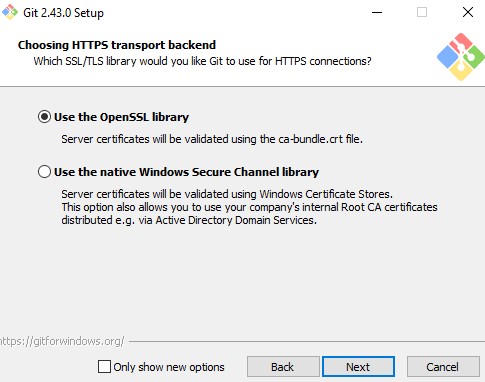 Git 2.43.0 Setup
Choosing HTTPS transport backend
Which SSL/TLS library would you like Git to use for HTTPS connections?
Use the OpenSSL library
Server certificates will be validated using the ca-bundle.crt file.
Use the native Windows Secure Channel library
Server certificates will be validated using Windows Certificate Stores.
This option also allows you to use your company's internal Root CA certificates
distributed e.g. via Active Directory Domain Services.
https://gitforwindows.org/
Only show new options
Back
Next
Cancel